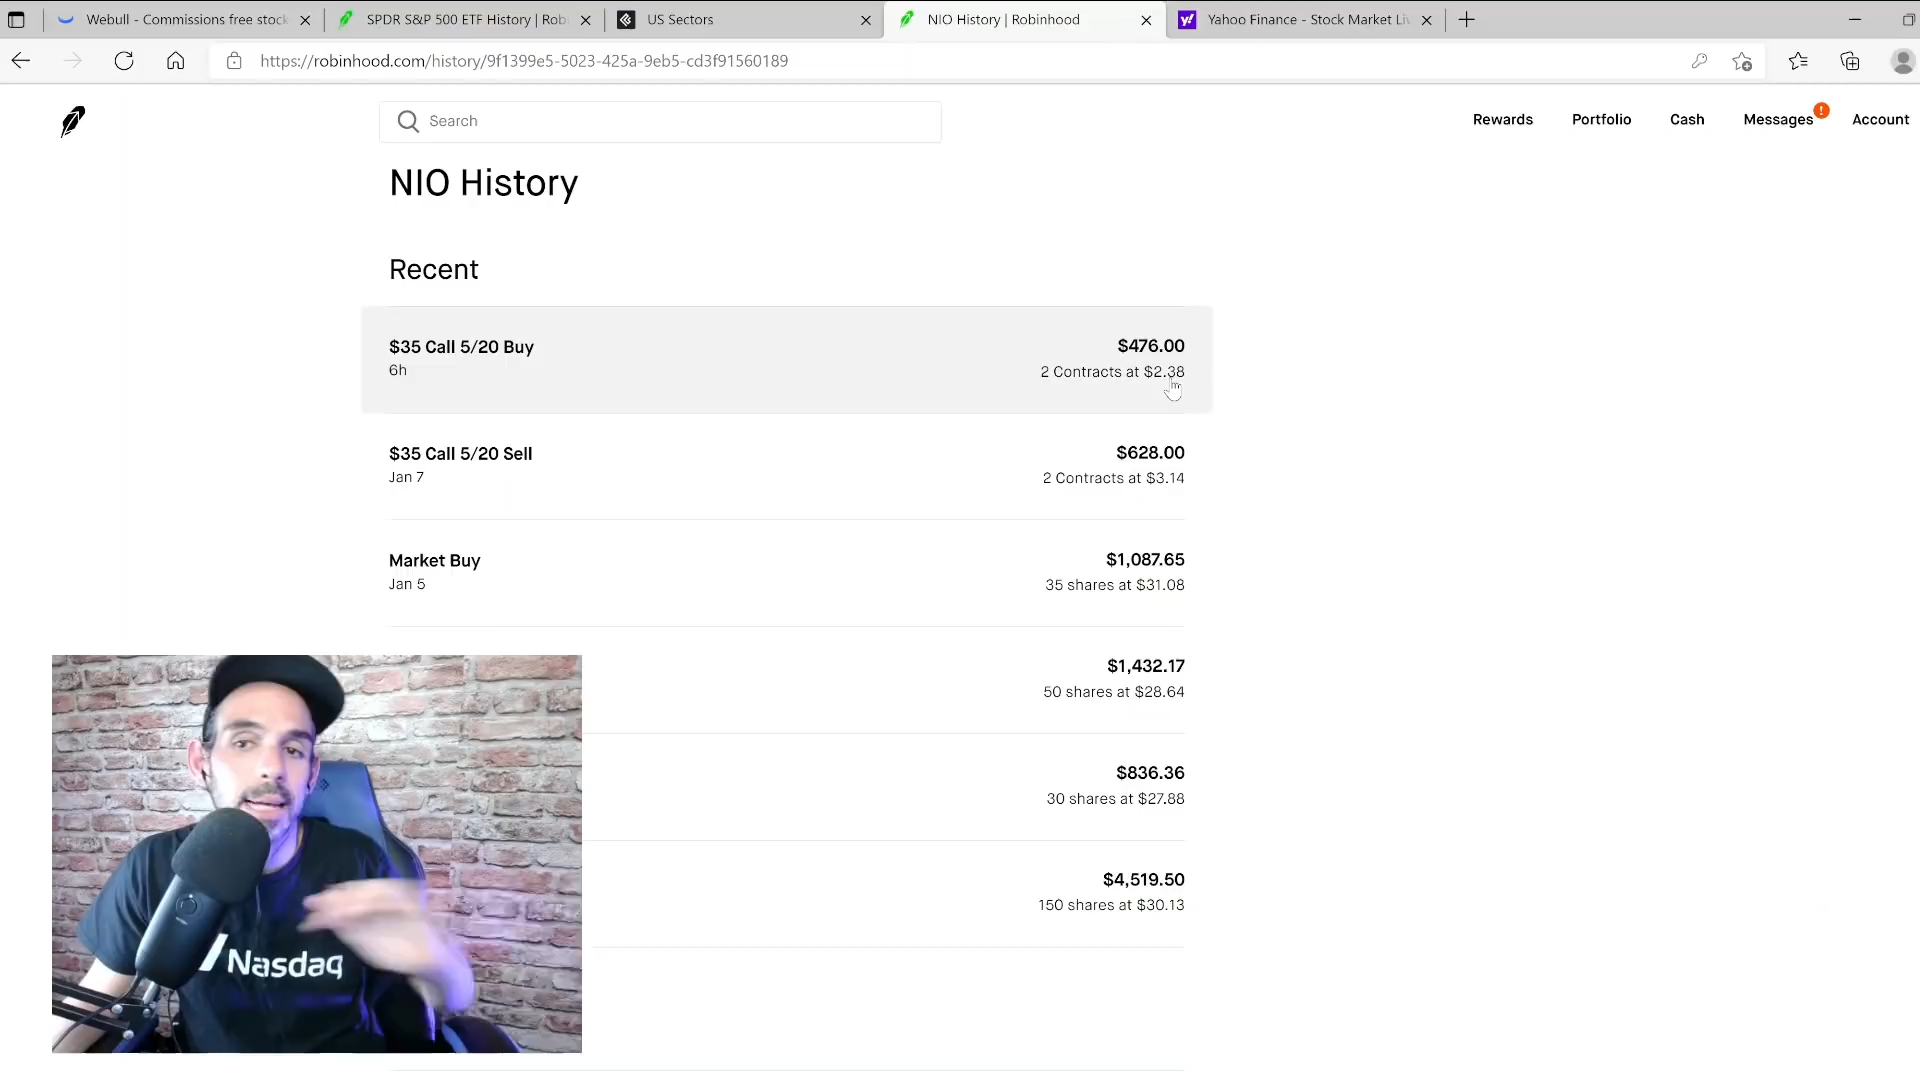 Webull - Commissions free stock
SPDR S&P 500 ETF History | Rob
US Sectors
NIO History | Robinhood
Yahoo Finance - Stock Market Li
https://robinhood.com/history/9f1399e5-5023-425a-9eb5-cd3f91560189
Search
Rewards
Portfolio
Cash
Messages
!
Account
NIO History
Recent
$35 Call 5/20 Buy
$476.00
6h
2 Contracts at $2.38
$35 Call 5/20 Sell
$628.00
Jan 7
2 Contracts at $3.14
Market Buy
$1,087.65
Jan 5
35 shares at $31.08
$1,432.17
50 shares at $28.64
$836.36
30 shares at $27.88
$4,519.50
150 shares at $30.13
Nasdaq